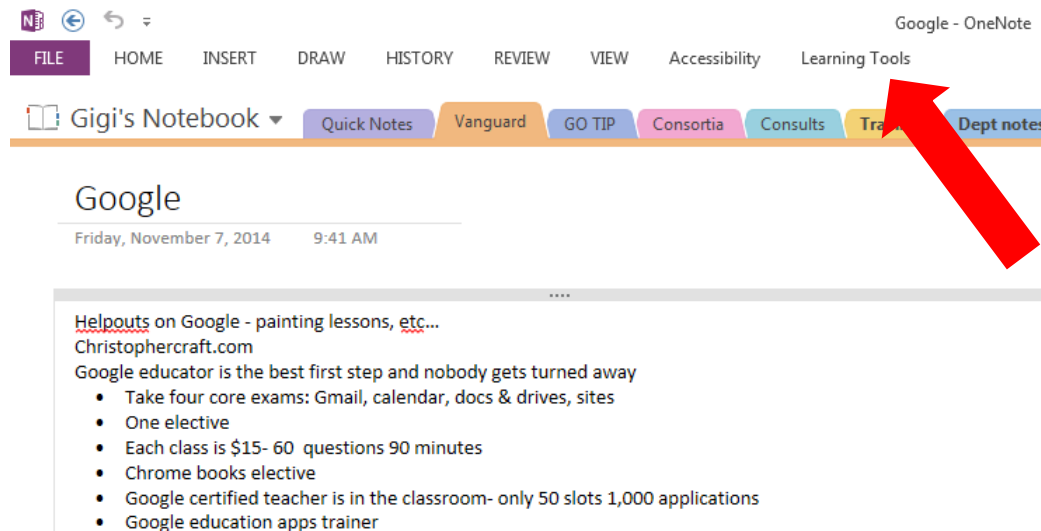 Google - OneNote
FILE HOME INSERT DRAW HISTORY REVIEW VIEW Accessibility Learning Tools
Gigi's Notebook Quick Notes Vanguard GO TIP Consortia Consults Dept notes
Google
Friday, November 7, 2014 9:41 AM
Helpouts on Google - painting lessons, etc...
Christophercraft.com
Google educator is the best first step and nobody gets turned away
• Take four core exams: Gmail, calendar, docs & drives, sites
• One elective
• Each class is $15- 60 questions 90 minutes
• Chrome books elective
• Google certified teacher is in the classroom- only 50 slots 1,000 applications
• Google education apps trainer